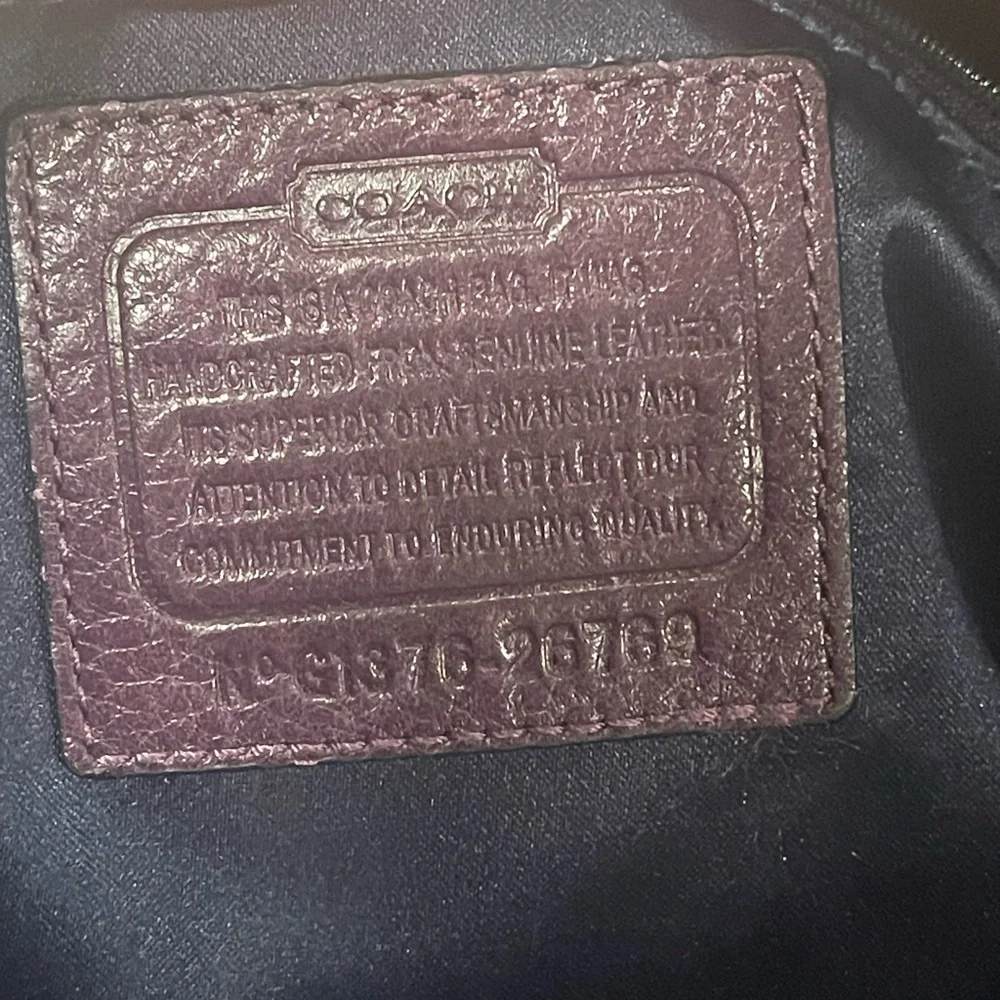 COACH
THIS IS A COACH BAG. IT WAS
HANDCRAFTED FROM GENUINE LEATHER.
ITS SUPERIOR CRAFTSMANSHIP AND
ATTENTION TO DETAIL REFLECT OUR
COMMITMENT TO ENDURING QUALITY.
Nº G1376-26769